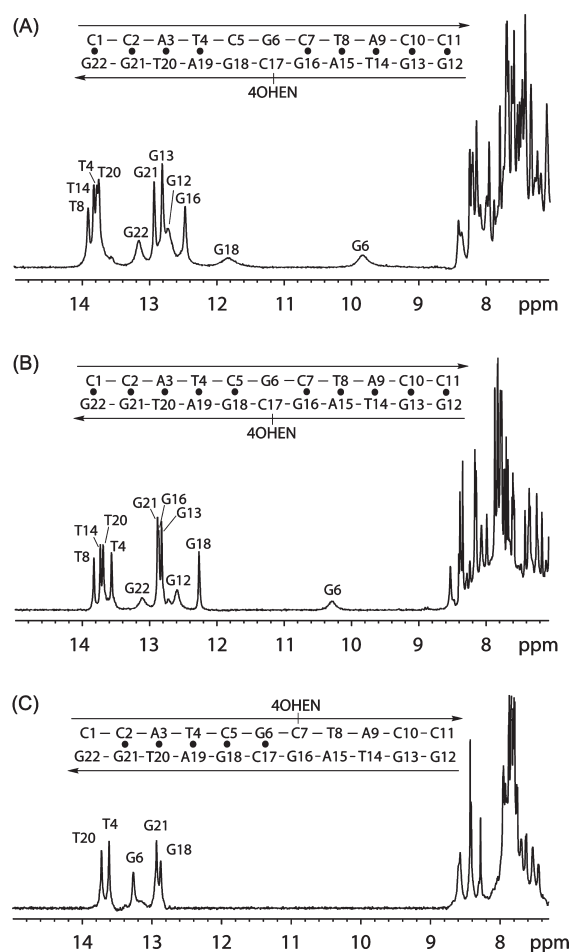 (A)
C1 – C2 – A3 – T4 – C5 – G6 – C7 – T8 – A9 – C10 – C11
G22 – G21 – T20 – A19 – G18 – C17 – G16 – A15 – T14 – G13 – G12
4OHEN
T4
T20
T14
T8
G22
G21
G13
G12
G16
G18
G6
14 13 12 11 10 9 8 ppm
(B)
C1 – C2 – A3 – T4 – C5 – G6 – C7 – T8 – A9 – C10 – C11
G22 – G21 – T20 – A19 – G18 – C17 – G16 – A15 – T14 – G13 – G12
4OHEN
T14
T20
T8
T4
G22
G21
G16
G13
G12
G18
G6
14 13 12 11 10 9 8 ppm
(C)
4OHEN
C1 – C2 – A3 – T4 – C5 – G6 – C7 – T8 – A9 – C10 – C11
G22 – G21 – T20 – A19 – G18 – C17 – G16 – A15 – T14 – G13 – G12
T20
T4
G6
G21
G18
14 13 12 11 10 9 8 ppm